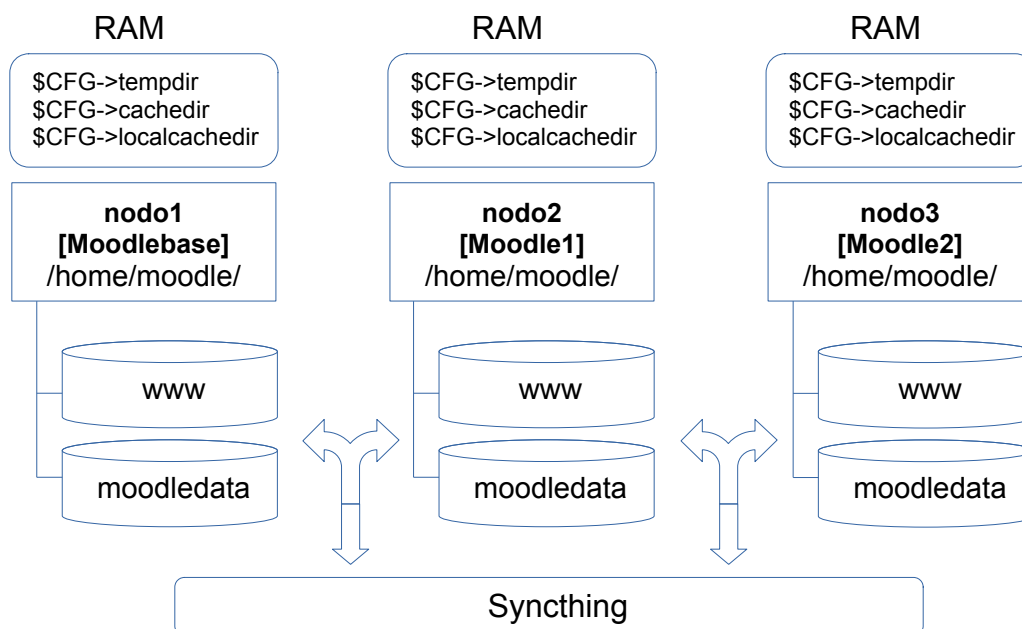 RAM
$CFG->tempdir
$CFG->cachedir
$CFG->localcachedir
nodo1
[Moodlebase]
/home/moodle/
www
moodledata
RAM
$CFG->tempdir
$CFG->cachedir
$CFG->localcachedir
nodo2
[Moodle1]
/home/moodle/
www
moodledata
RAM
$CFG->tempdir
$CFG->cachedir
$CFG->localcachedir
nodo3
[Moodle2]
/home/moodle/
www
moodledata
Syncthing